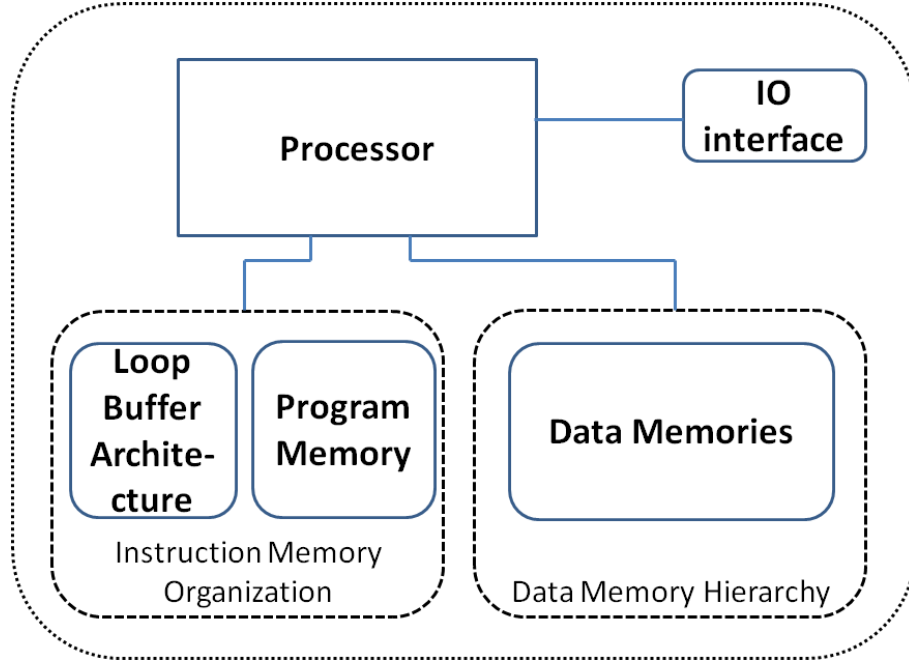 Processor
IO
interface
Loop
Buffer
Archite-
cture
Program
Memory
Instruction Memory
Organization
Data Memories
Data Memory Hierarchy